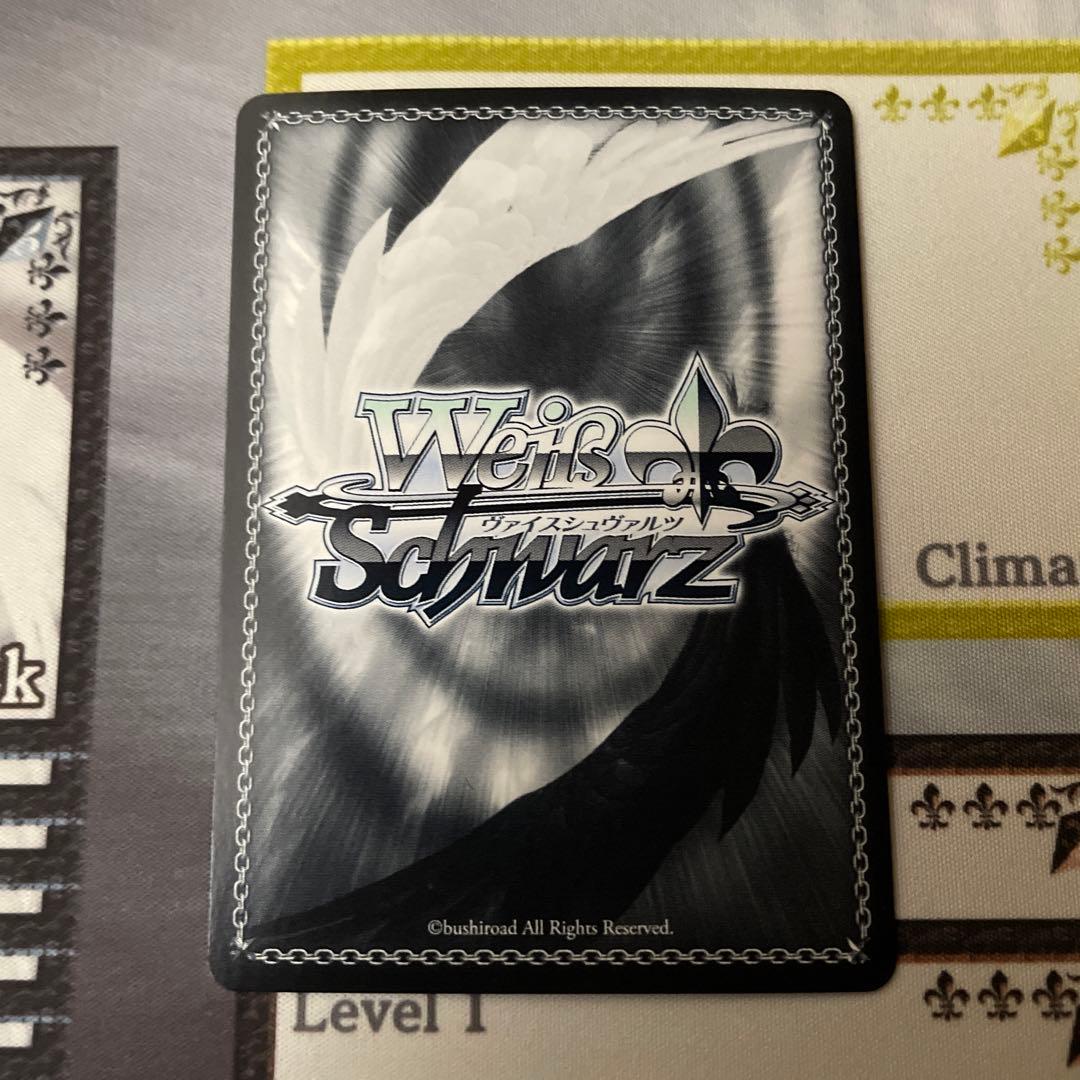 Weiß
ヴァイスシュヴァルツ
Schwarz
©bushiroad All Rights Reserved.
Clima
k
Level 1